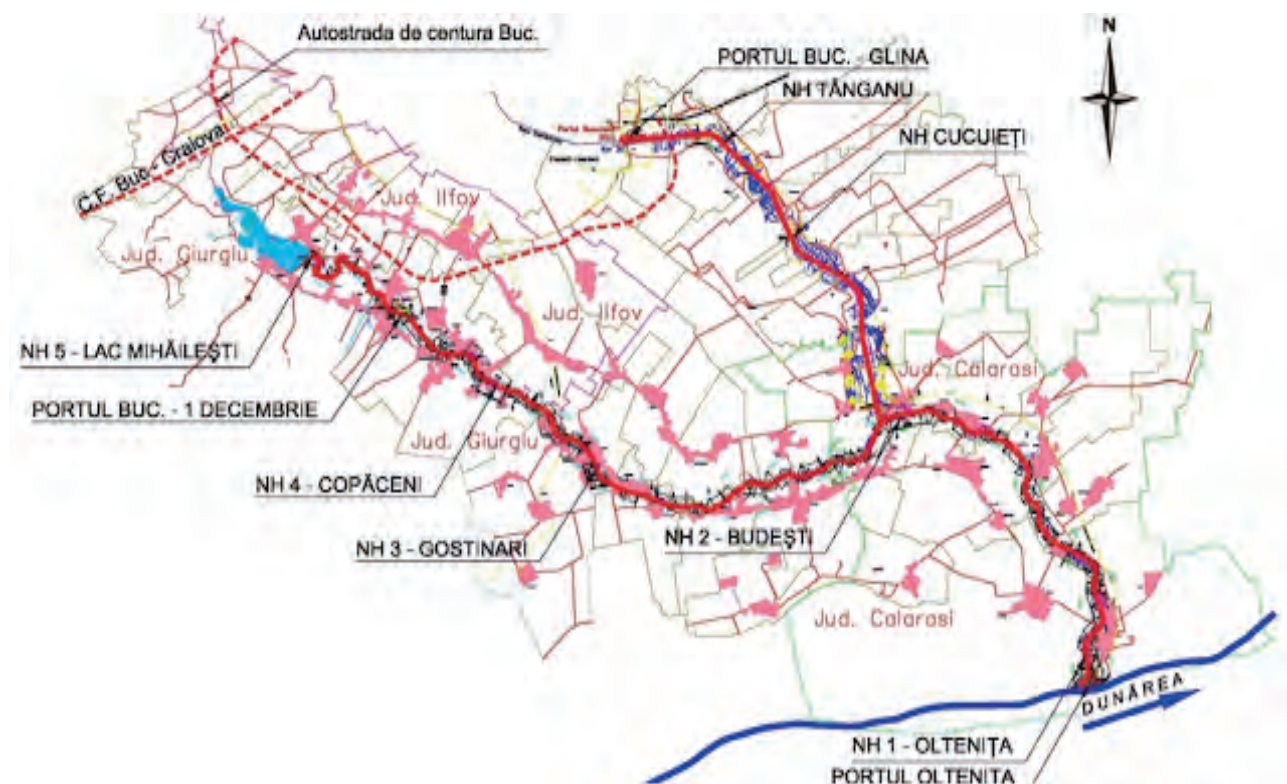 Autostrada de centura Buc.
N
PORTUL BUC. - GLINA
NH TÂNGANU
NH CUCUIEȚI
C.F. Buc - Craiova
Jud. Ilfov
Jud. Giurgiu
Jud. Ilfov
NH 5 - LAC MIHĂILEȘTI
Jud. Călărași
PORTUL BUC. - 1 DECEMBRIE
Jud. Giurgiu
NH 4 - COPĂCENI
NH 3 - GOSTINARI
NH 2 - BUDEȘTI
Jud. Calarasi
DUNĂREA
NH 1 - OLTENIȚA
PORTUL OLTENIȚA